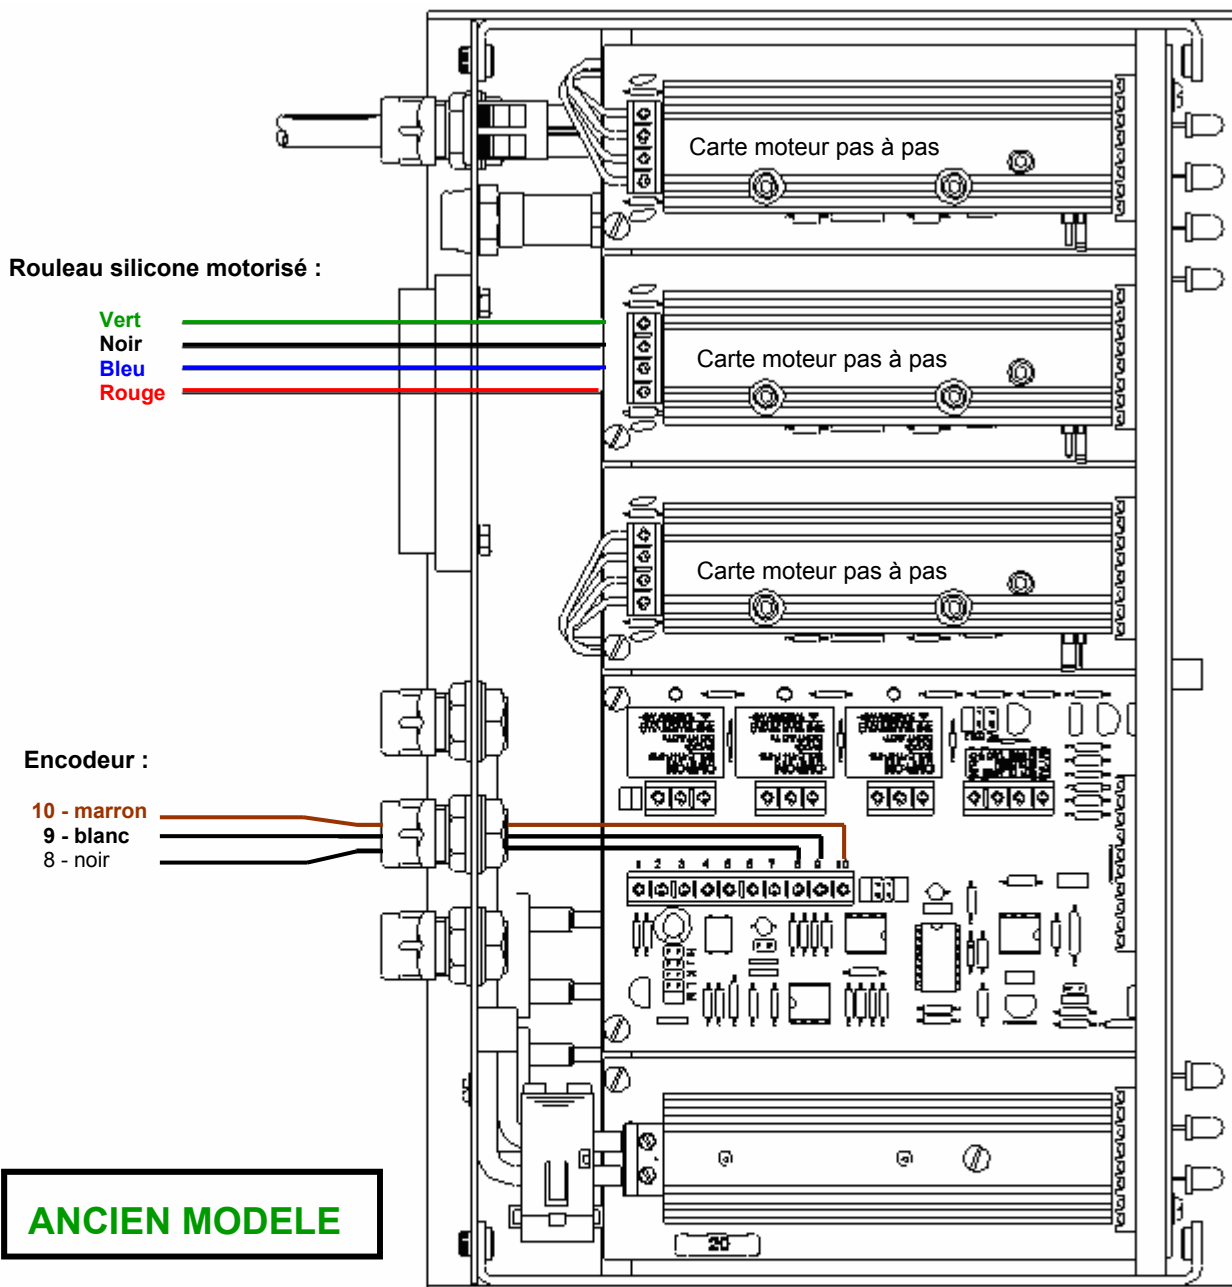 Carte moteur pas à pas
Rouleau silicone motorisé :
Vert
Noir
Bleu
Rouge
Carte moteur pas à pas
Carte moteur pas à pas
Encodeur :
10 - marron
9 - blanc
8 - noir
1 2 3 4 5 6 7 8 9 10
ANCIEN MODELE
20